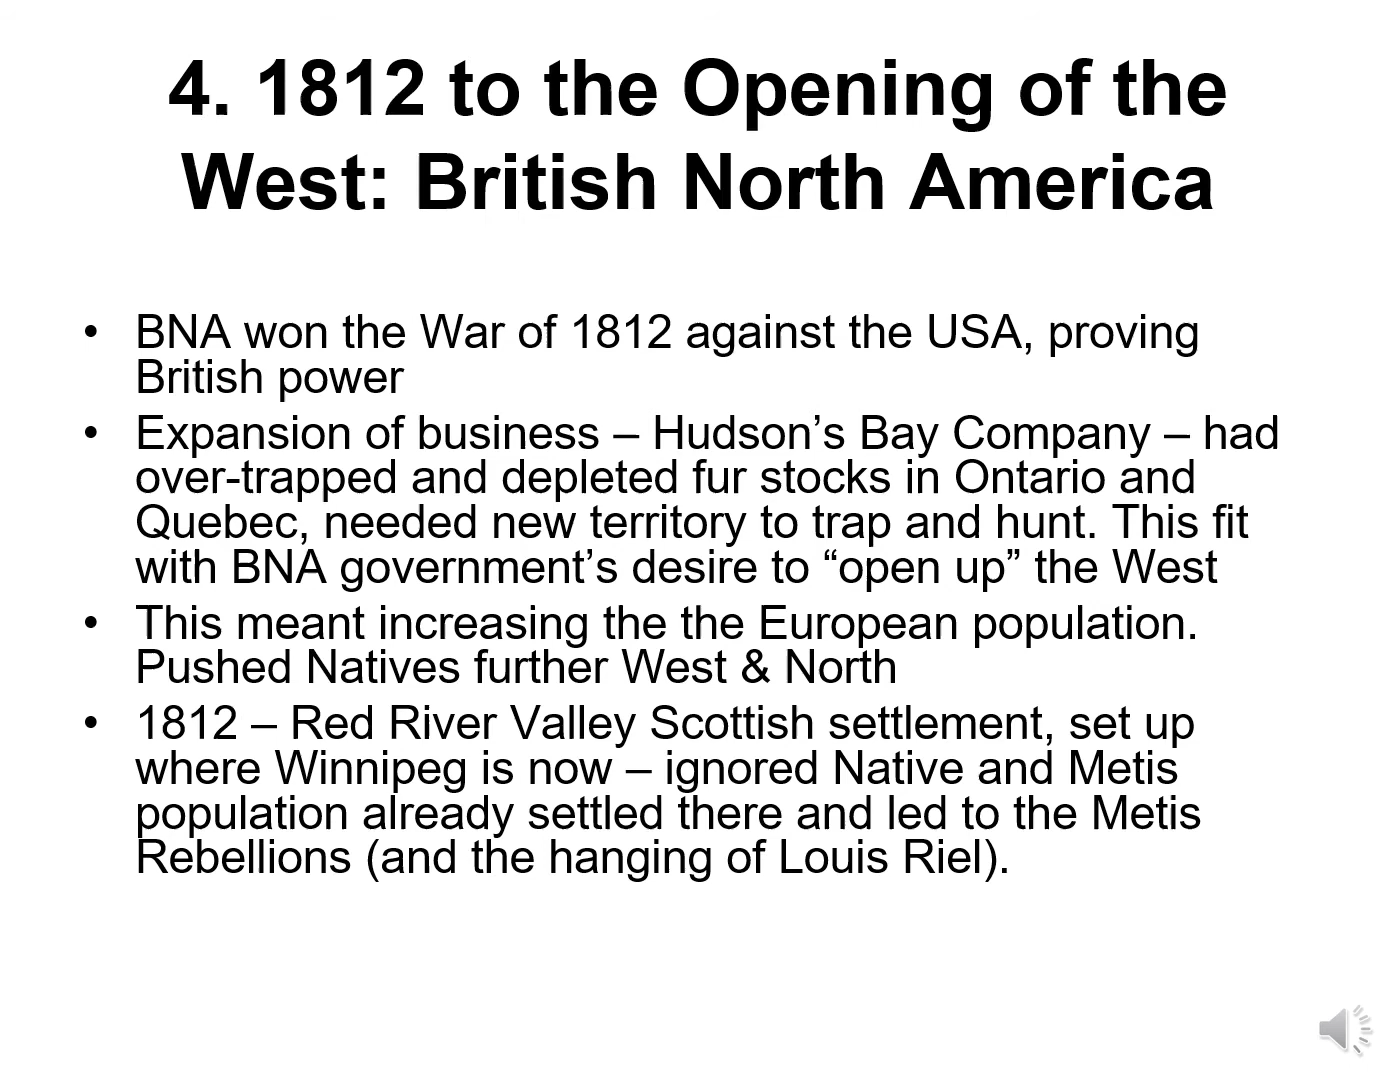 4. 1812 to the Opening of the
West: British North America
• BNA won the War of 1812 against the USA, proving
British power
• Expansion of business – Hudson’s Bay Company – had
over-trapped and depleted fur stocks in Ontario and
Quebec, needed new territory to trap and hunt. This fit
with BNA government’s desire to “open up” the West
• This meant increasing the the European population.
Pushed Natives further West & North
• 1812 – Red River Valley Scottish settlement, set up
where Winnipeg is now – ignored Native and Metis
population already settled there and led to the Metis
Rebellions (and the hanging of Louis Riel).